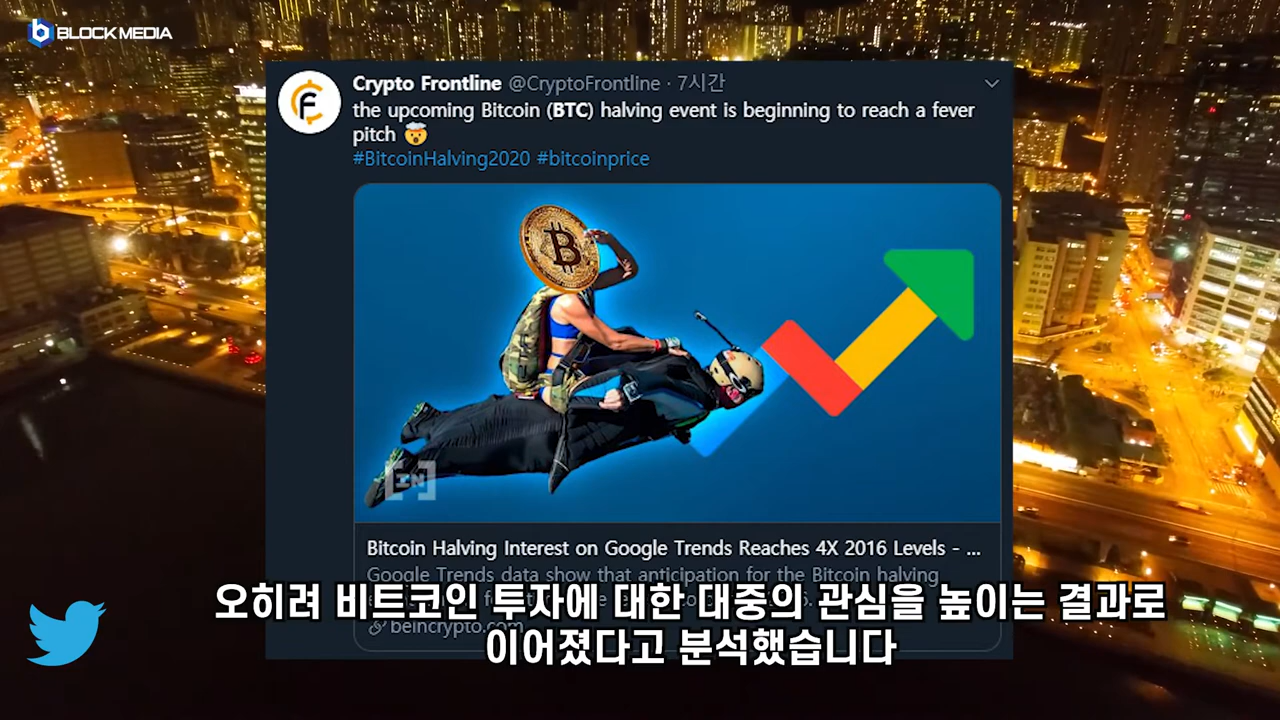 BLOCKMEDIA
Crypto Frontline @CryptoFrontline · 7시간
the upcoming Bitcoin (BTC) halving event is beginning to reach a fever
pitch 🤯
#BitcoinHalving2020 #bitcoinprice
IN
Bitcoin Halving Interest on Google Trends Reaches 4X 2016 Levels - ...
Google Trends data show that anticipation for the Bitcoin halving
beincrypto.com
오히려 비트코인 투자에 대한 대중의 관심을 높이는 결과로
이어졌다고 분석했습니다